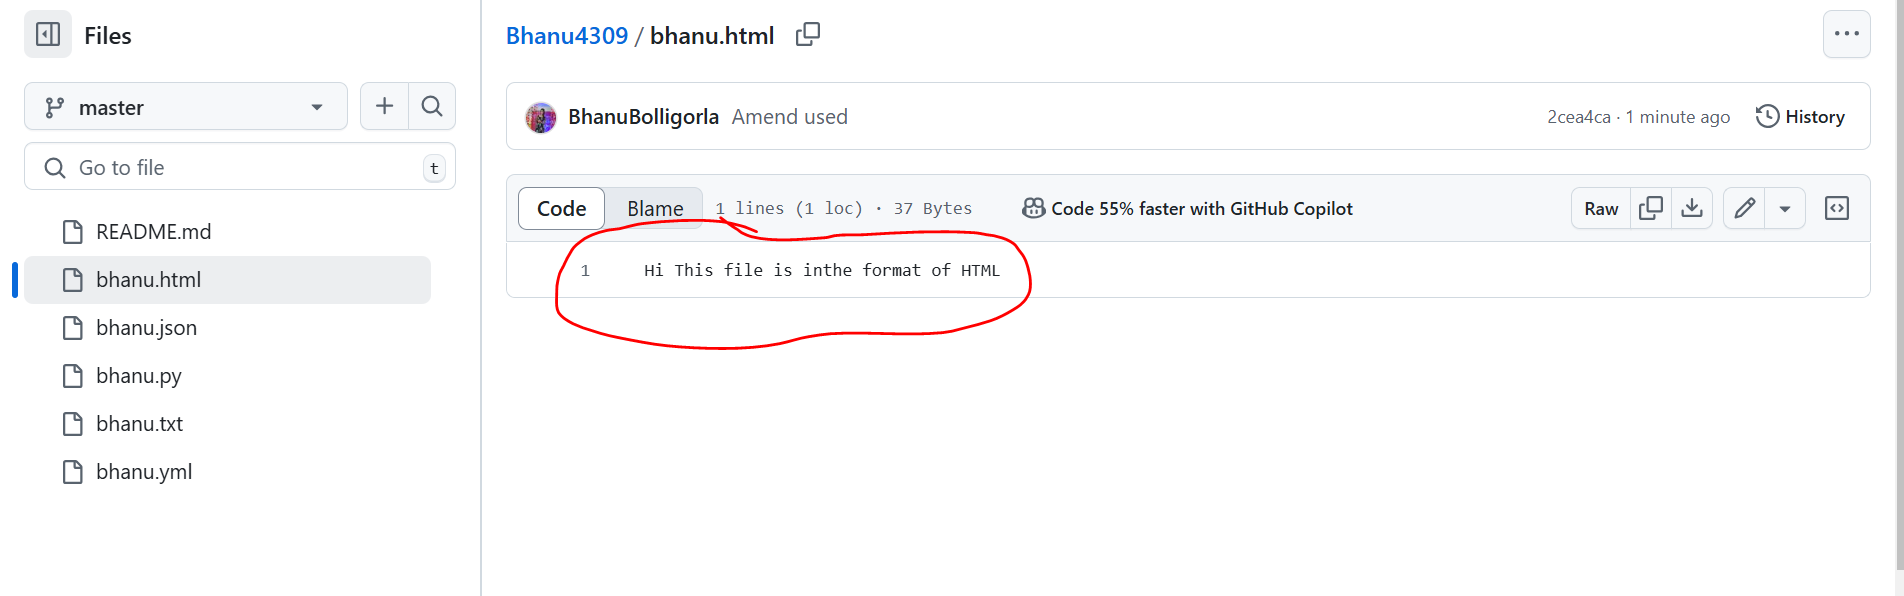 Files
master
Go to file
t
README.md
bhanu.html
bhanu.json
bhanu.py
bhanu.txt
bhanu.yml
Bhanu4309 / bhanu.html
BhanuBolligorla Amend used
2cea4ca · 1 minute ago
History
Code Blame 1 lines (1 loc) · 37 Bytes
Code 55% faster with GitHub Copilot
Raw
1 Hi This file is inthe format of HTML